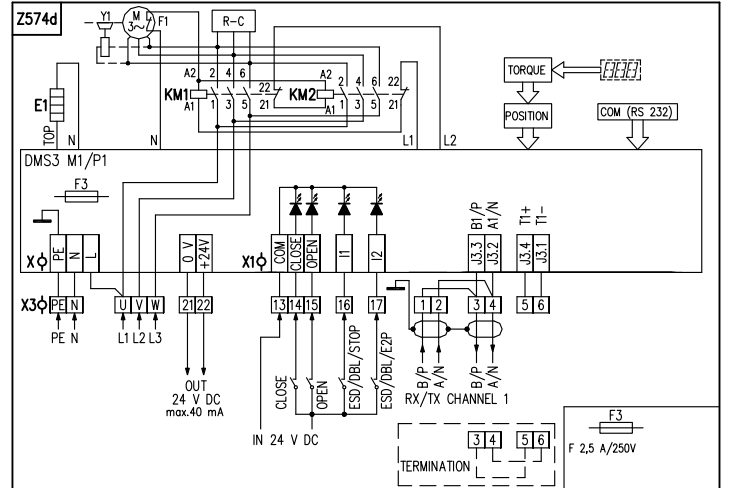 Z574d
Y1
M
3~
F1
R-C
A2 2 4 6
KM1
22
A1 1 3 5 21
A2 2 4 6 22
KM2
A1 1 3 5 21
TORQUE
POSITION
COM (RS 232)
E1
TOP
N
N
L1
L2
DMS3 M1/P1
F3
X
PE
N
L
0 V
+24V
X1
COM
CLOSE
OPEN
I1
I2
B1/P
A1/N
T1+
T1-
J3.3
J3.2
J3.4
J3.1
X3
PE N
U V W
21 22
13 14 15
16
17
1 2
3 4
5 6
PE N
L1 L2 L3
OUT
24 V DC
max.40 mA
IN 24 V DC
CLOSE
OPEN
ESD/DBL/STOP
ESD/DBL/E2P
B/P
A/N
B/P
A/N
RX/TX CHANNEL 1
TERMINATION
3 4
5 6
F3
F 2,5 A/250V